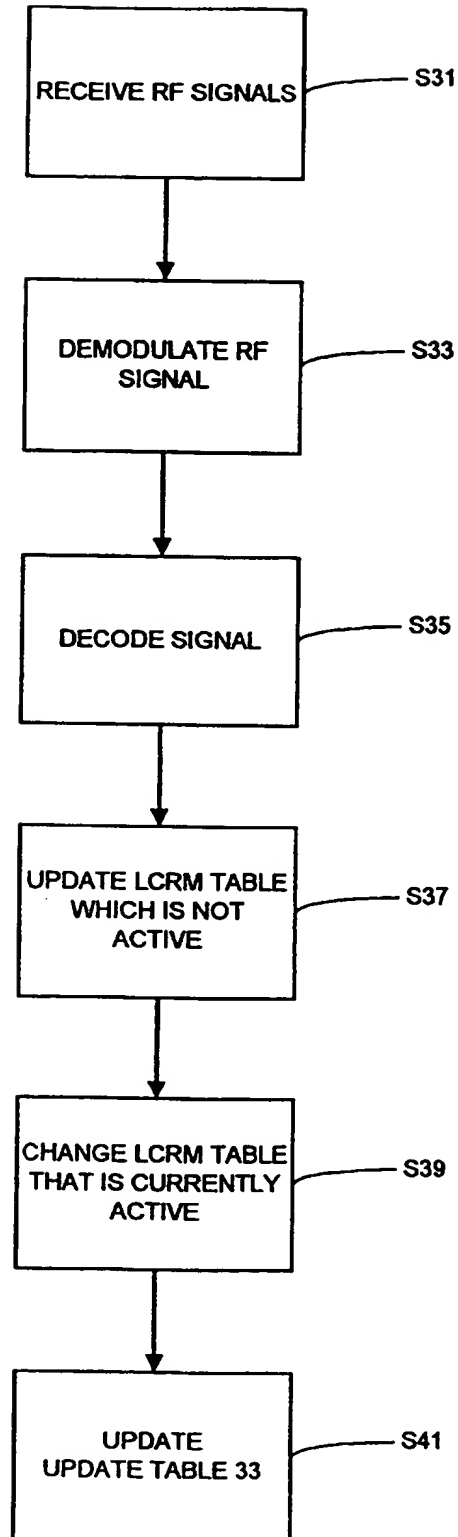 RECEIVE RF SIGNALS
S31
DEMODULATE RF
SIGNAL
S33
DECODE SIGNAL
S35
UPDATE LCRM TABLE
WHICH IS NOT
ACTIVE
S37
CHANGE LCRM TABLE
THAT IS CURRENTLY
ACTIVE
S39
UPDATE
UPDATE TABLE 33
S41